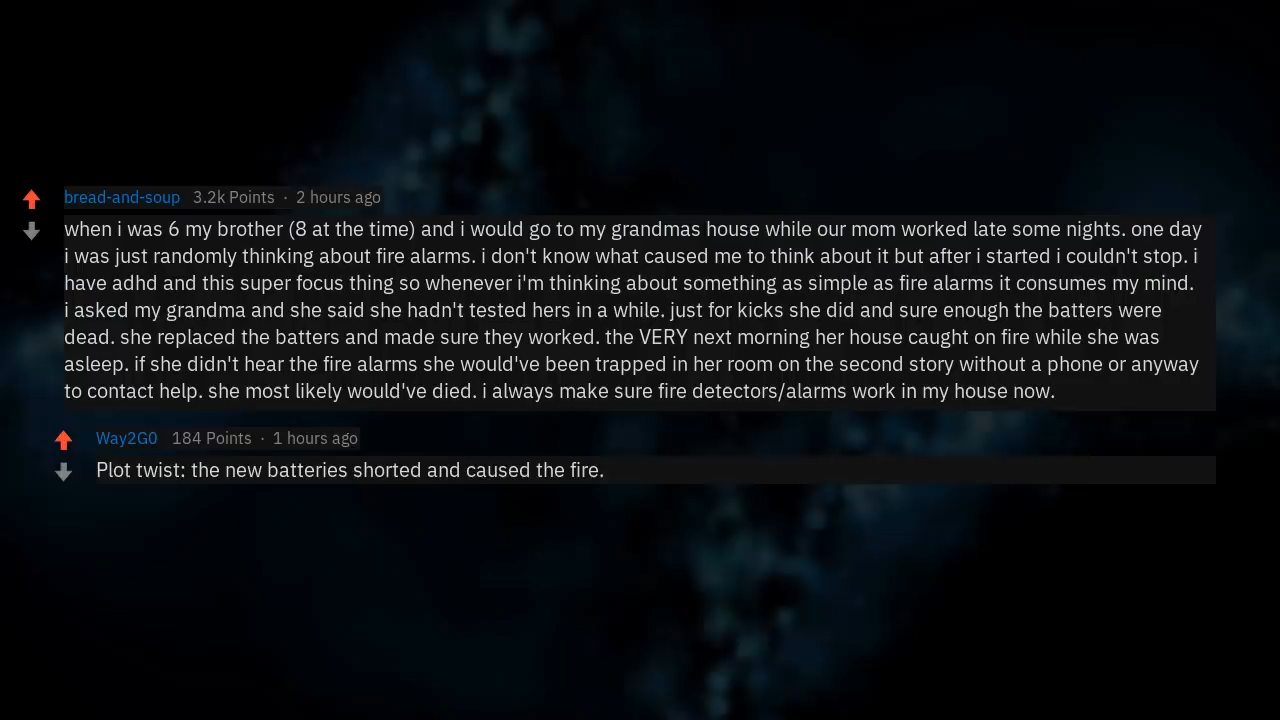 bread-and-soup 3.2k Points · 2 hours ago
when i was 6 my brother (8 at the time) and i would go to my grandmas house while our mom worked late some nights. one day
i was just randomly thinking about fire alarms. i don't know what caused me to think about it but after i started i couldn't stop. i
have adhd and this super focus thing so whenever i'm thinking about something as simple as fire alarms it consumes my mind.
i asked my grandma and she said she hadn't tested hers in a while. just for kicks she did and sure enough the batters were
dead. she replaced the batters and made sure they worked. the VERY next morning her house caught on fire while she was
asleep. if she didn't hear the fire alarms she would've been trapped in her room on the second story without a phone or anyway
to contact help. she most likely would've died. i always make sure fire detectors/alarms work in my house now.
Way2G0 184 Points · 1 hours ago
Plot twist: the new batteries shorted and caused the fire.